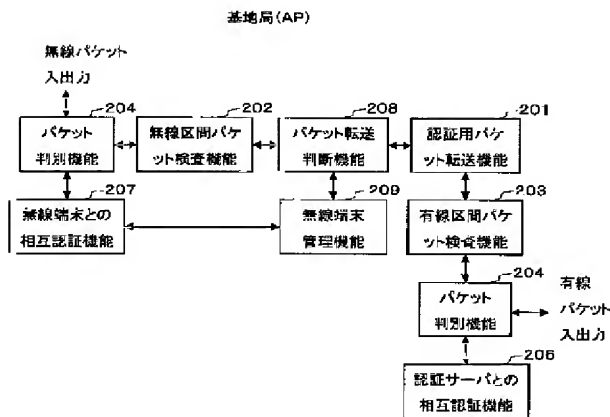 基地局(AP)
無線パケット
入出力
204
パケット
判別機能
202
無線区間パケ
ット検査機能
208
パケット転送
判断機能
201
認証用パケ
ット転送機能
207
無線端末との
相互認証機能
209
無線端末
管理機能
203
有線区間パケ
ット検査機能
204
パケット
判別機能
有線
パケット
入出力
206
認証サーバとの
相互認証機能